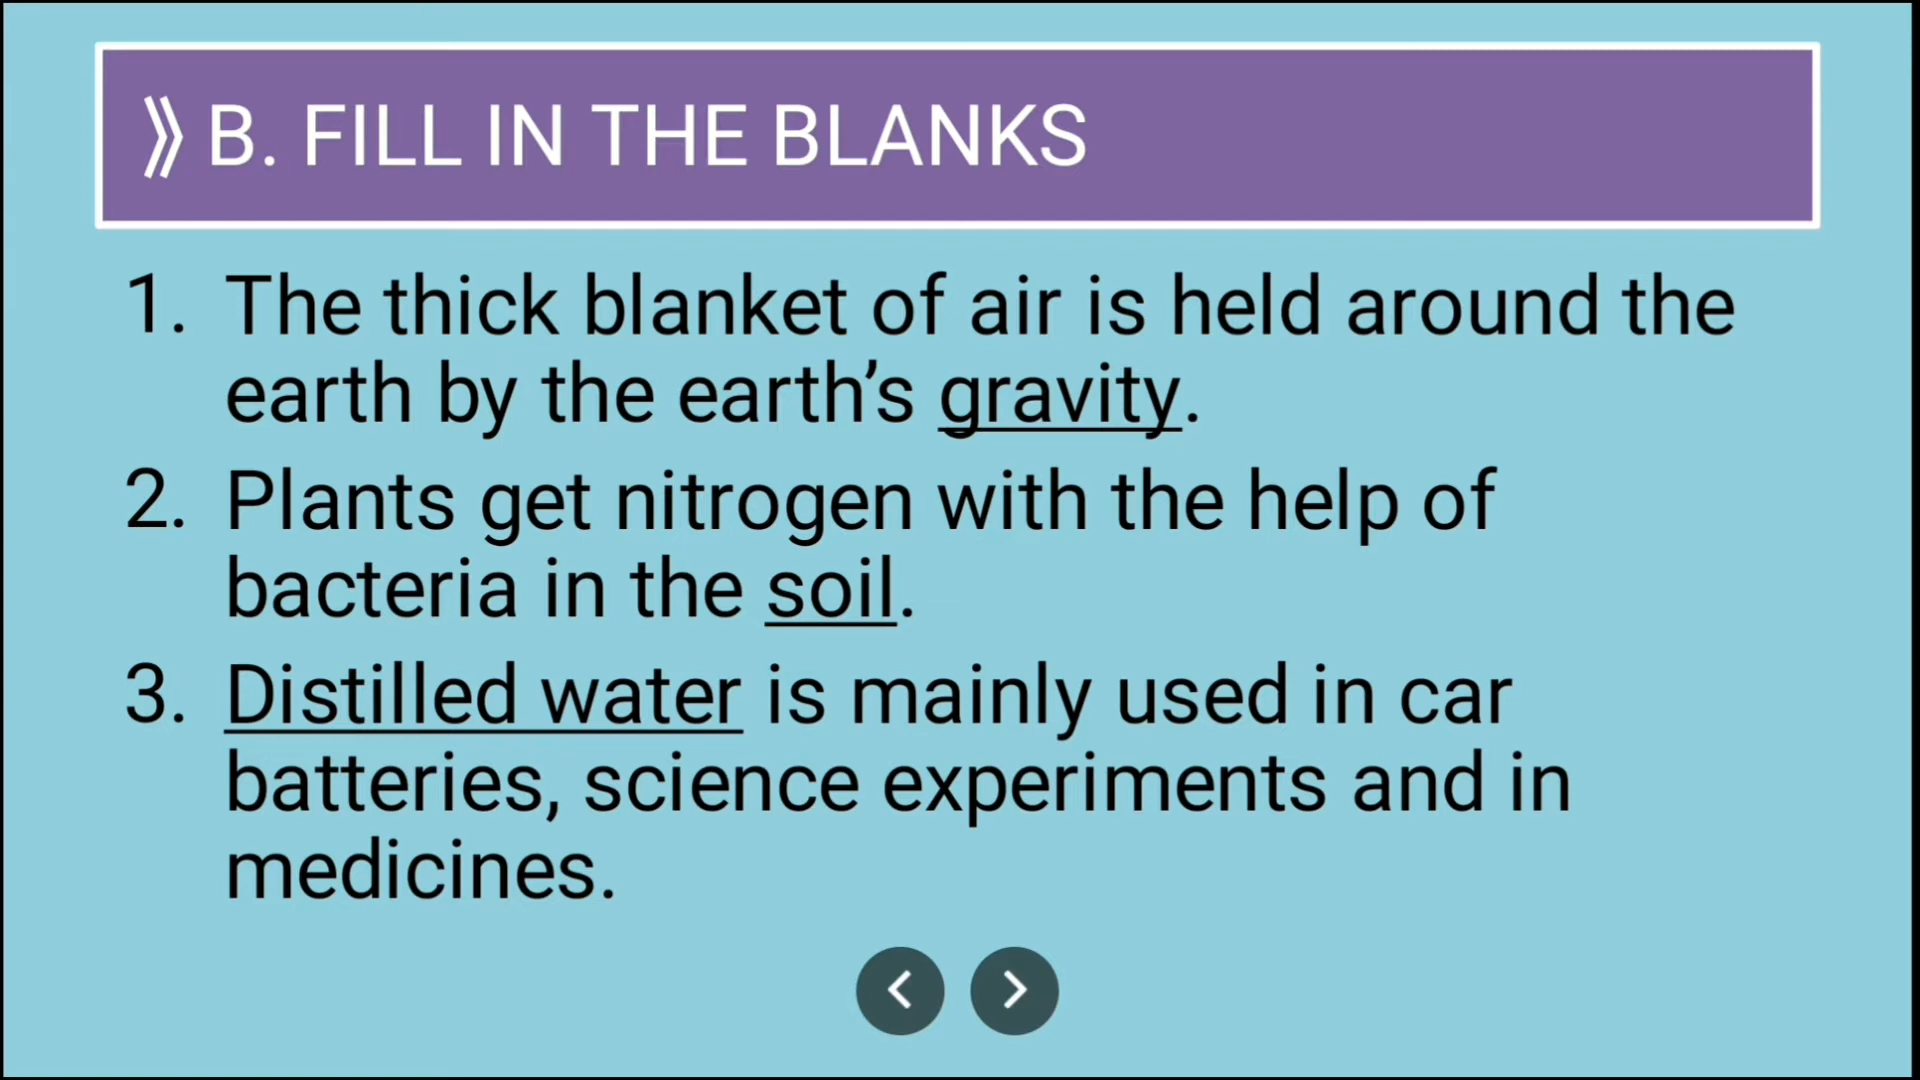 B. FILL IN THE BLANKS
1. The thick blanket of air is held around the
earth by the earth’s gravity.
2. Plants get nitrogen with the help of
bacteria in the soil.
3. Distilled water is mainly used in car
batteries, science experiments and in
medicines.